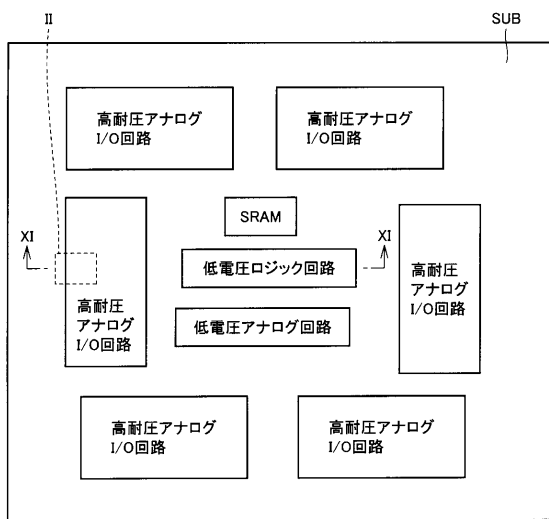 II
SUB
高耐圧アナログ
I/O回路
高耐圧アナログ
I/O回路
SRAM
XI
XI
低電圧ロジック回路
高耐圧
アナログ
I/O回路
高耐圧
アナログ
I/O回路
低電圧アナログ回路
高耐圧アナログ
I/O回路
高耐圧アナログ
I/O回路